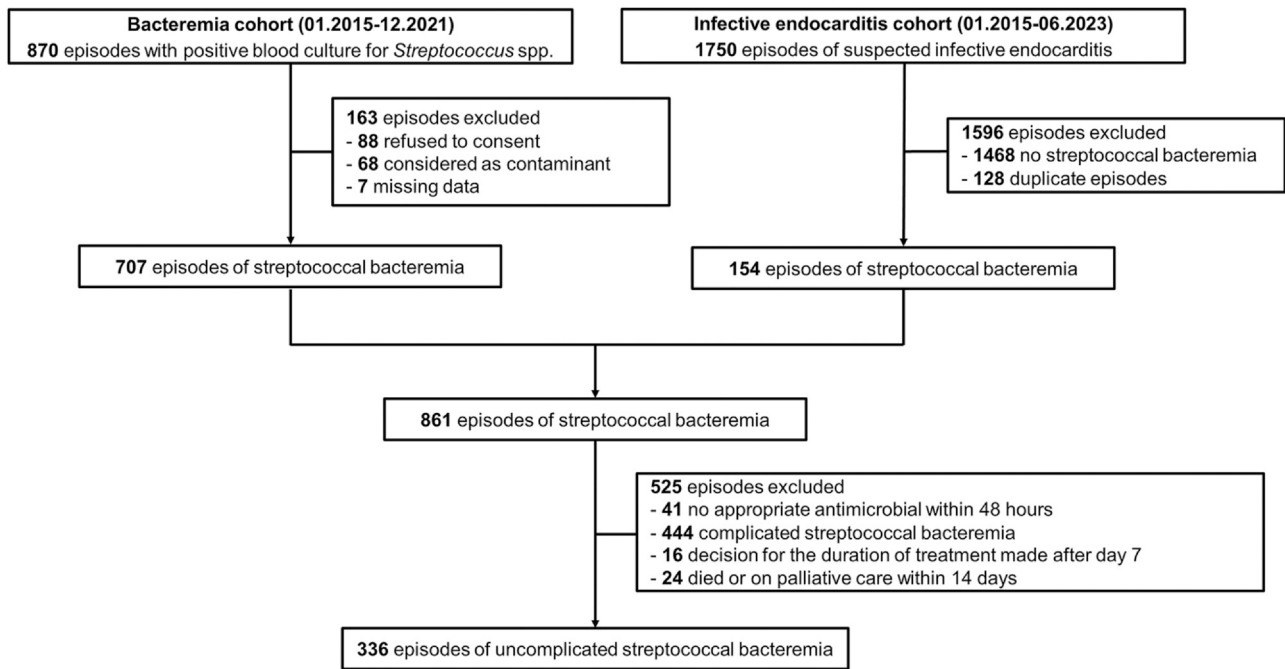 Bacteremia cohort (01.2015-12.2021)
870 episodes with positive blood culture for Streptococcus spp.
Infective endocarditis cohort (01.2015-06.2023)
1750 episodes of suspected infective endocarditis
163 episodes excluded
- 88 refused to consent
- 68 considered as contaminant
- 7 missing data
1596 episodes excluded
- 1468 no streptococcal bacteremia
- 128 duplicate episodes
707 episodes of streptococcal bacteremia
154 episodes of streptococcal bacteremia
861 episodes of streptococcal bacteremia
525 episodes excluded
- 41 no appropriate antimicrobial within 48 hours
- 444 complicated streptococcal bacteremia
- 16 decision for the duration of treatment made after day 7
- 24 died or on palliative care within 14 days
336 episodes of uncomplicated streptococcal bacteremia